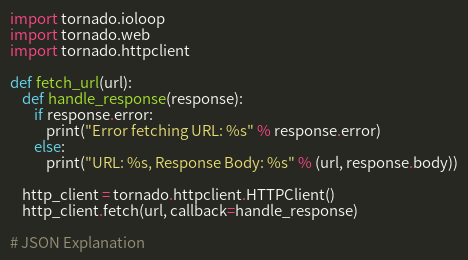 import tornado.ioloop
import tornado.web
import tornado.httpclient

def fetch_url(url):
    def handle_response(response):
        if response.error:
            print("Error fetching URL: %s" % response.error)
        else:
            print("URL: %s, Response Body: %s" % (url, response.body))

    http_client = tornado.httpclient.HTTPClient()
    http_client.fetch(url, callback=handle_response)

# JSON Explanation